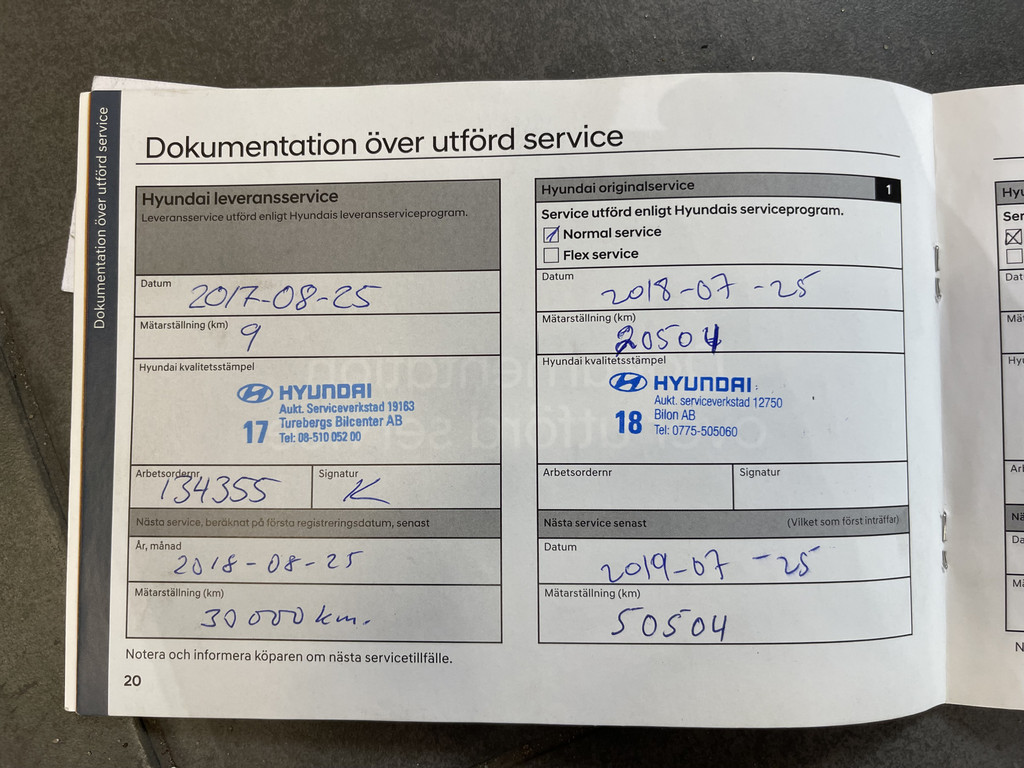 Dokumentation över utförd service
Dokumentation över utförd service
Hyundai leveransservice
Leveransservice utförd enligt Hyundais leveransserviceprogram.
Datum
2017-08-25
Mätarställning (km)
9
Hyundai kvalitetsstämpel
HYUNDAI
Aukt. Serviceverkstad 19163
17 Turebergs Bilcenter AB
Tel: 08-510 052 00
Arbetsordernr
134355
Signatur
K
Nästa service, beräknat på första registreringsdatum, senast
År, månad
2018-08-25
Mätarställning (km)
30 000 km.
Notera och informera köparen om nästa servicetillfälle.
20
Hyundai originalservice 1
Service utförd enligt Hyundais serviceprogram.
Normal service
Flex service
Datum
2018-07-25
Mätarställning (km)
20504
Hyundai kvalitetsstämpel
HYUNDAI
Aukt. serviceverkstad 12750
18 Bilon AB
Tel: 0775-505060
Arbetsordernr
Signatur
Nästa service senast (Vilket som först inträffar)
Datum
2019-07-25
Mätarställning (km)
50504